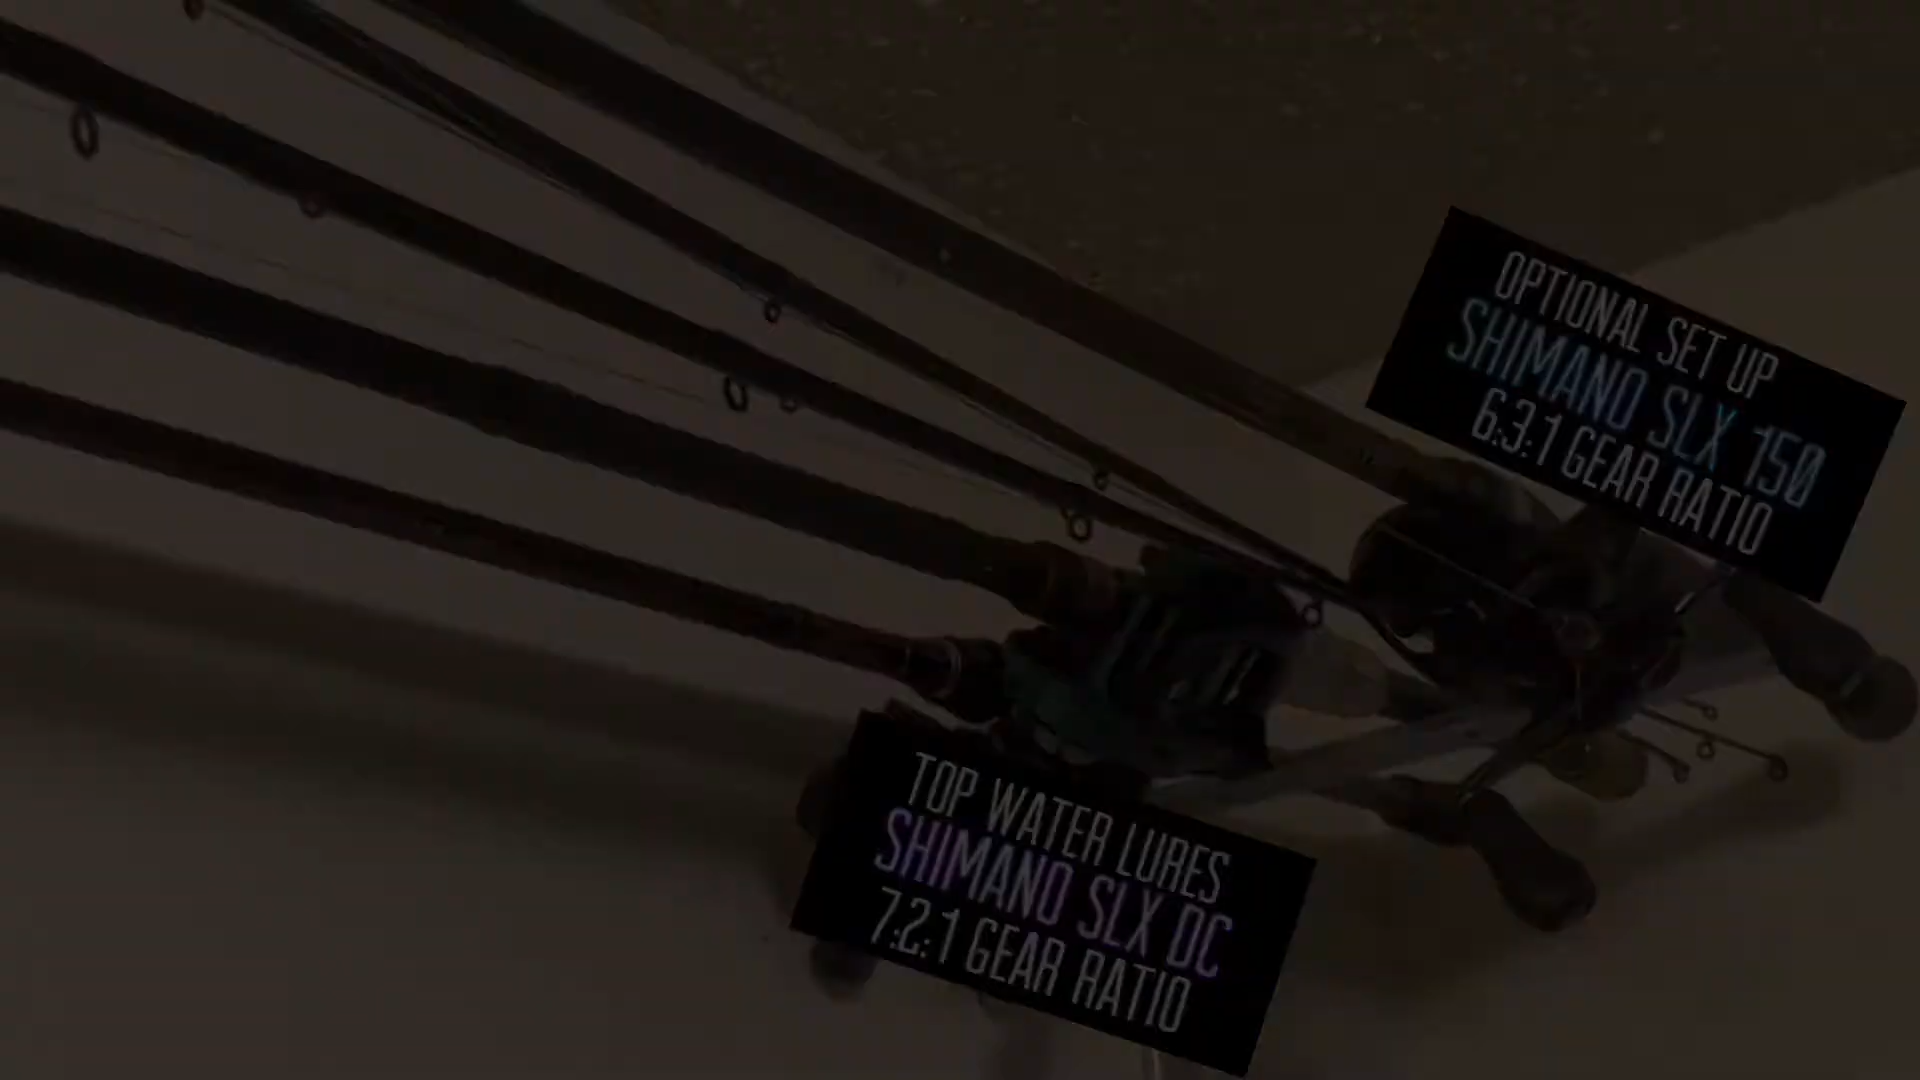 OPTIONAL SET UP
SHIMANO SLX 150
6:3:1 GEAR RATIO
TOP WATER LURES
SHIMANO SLX DC
7:2:1 GEAR RATIO